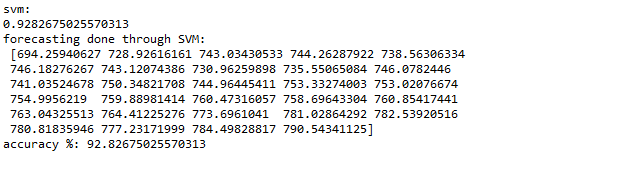 svm:
0.9282675025570313
forecasting done through SVM:
[694.25940627 728.92616161 743.03430533 744.26287922 738.56306334
746.18276267 743.12074386 730.96259898 735.55065084 746.0782446
741.03524678 750.34821708 744.96455411 753.33274003 753.02076674
754.9956219 759.88981414 760.47316057 758.69643304 760.85417441
763.04325513 764.41225276 773.6961041 781.02864292 782.53920516
780.81835946 777.23171999 784.49828817 790.54341125]
accuracy %: 92.82675025570313